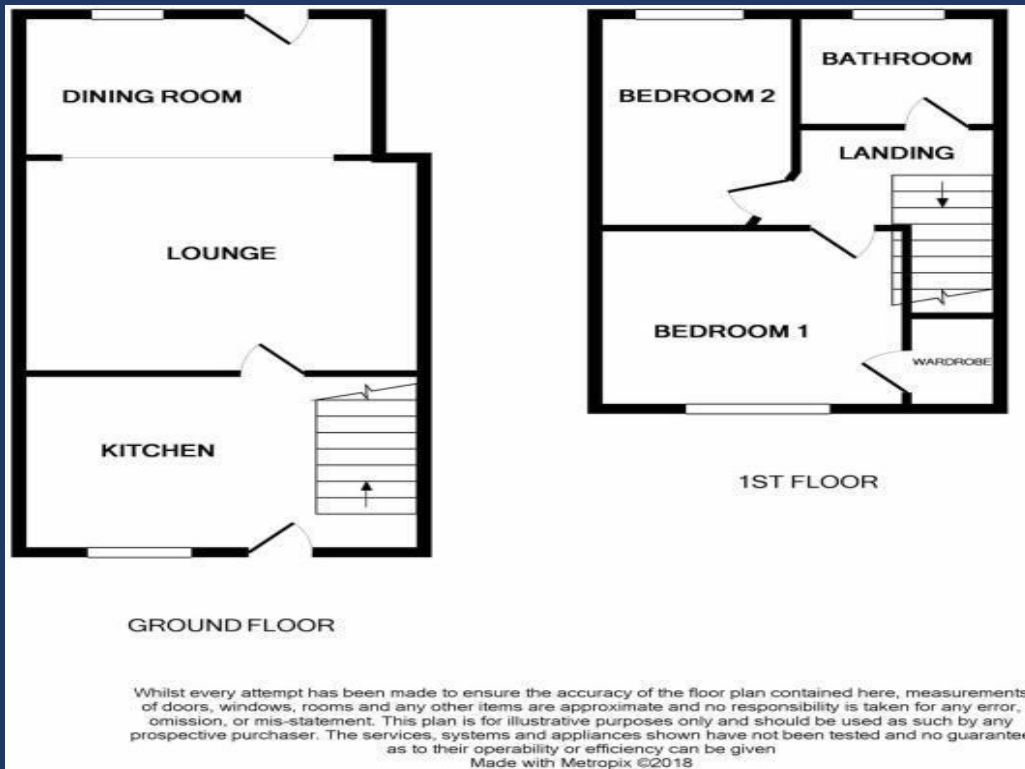 DINING ROOM
LOUNGE
KITCHEN
GROUND FLOOR
BEDROOM 2
BATHROOM
LANDING
BEDROOM 1
WARDROBE
1ST FLOOR
Whilst every attempt has been made to ensure the accuracy of the floor plan contained here, measurements
of doors, windows, rooms and any other items are approximate and no responsibility is taken for any error,
omission, or mis-statement. This plan is for illustrative purposes only and should be used as such by any
prospective purchaser. The services, systems and appliances shown have not been tested and no guarantee
as to their operability or efficiency can be given
Made with Metropix ©2018